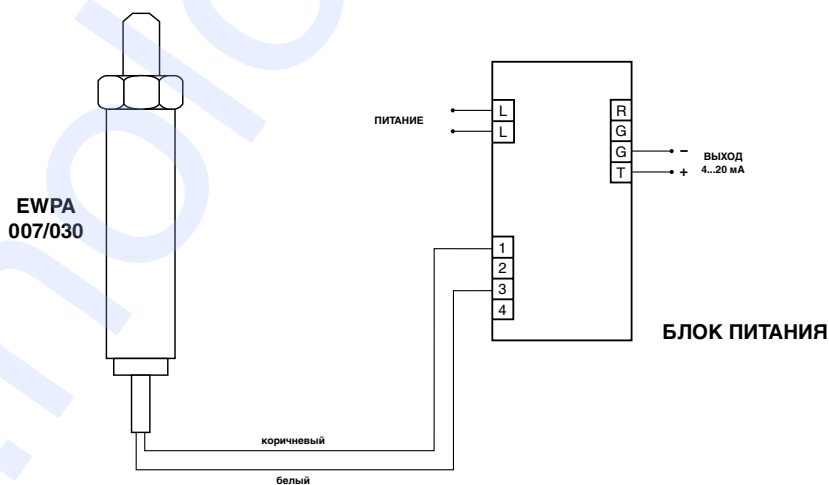 EWPA
007/030
ПИТАНИЕ
L
L
R
G
G
T
−
+
ВЫХОД
4...20 мА
1
2
3
4
БЛОК ПИТАНИЯ
коричневый
белый